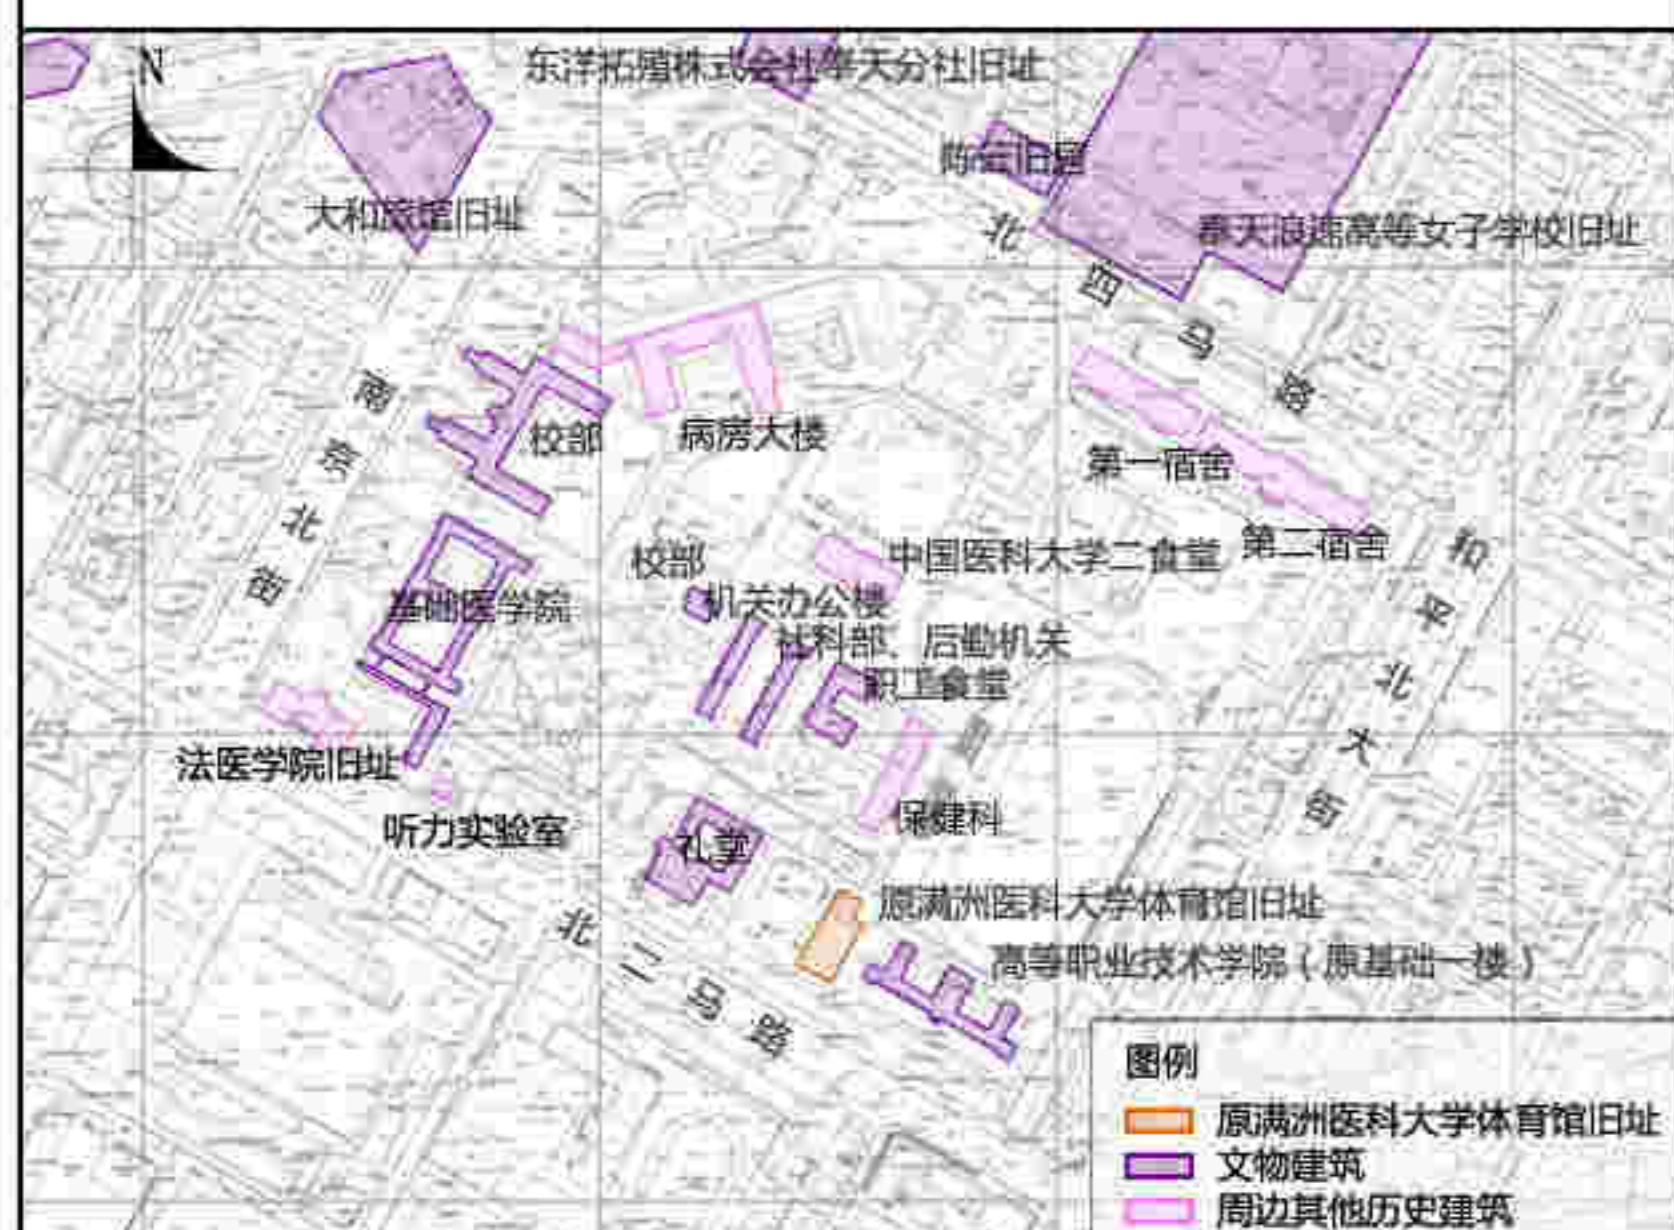 N
东洋拓殖株式会社奉天分社旧址
陈云旧居
大和旅馆旧址
奉天浪速高等女子学校旧址
北四马路
南京北街
校部
病房大楼
第一宿舍
第二宿舍
和平北大街
校部
中国医科大学二食堂
机关办公楼
基础医学院
社科部、后勤机关
职工食堂
法医学院旧址
听力实验室
保健科
礼堂
原满洲医科大学体育馆旧址
高等职业技术学院（原基础一楼）
北二马路
图例
原满洲医科大学体育馆旧址
文物建筑
周边其他历史建筑